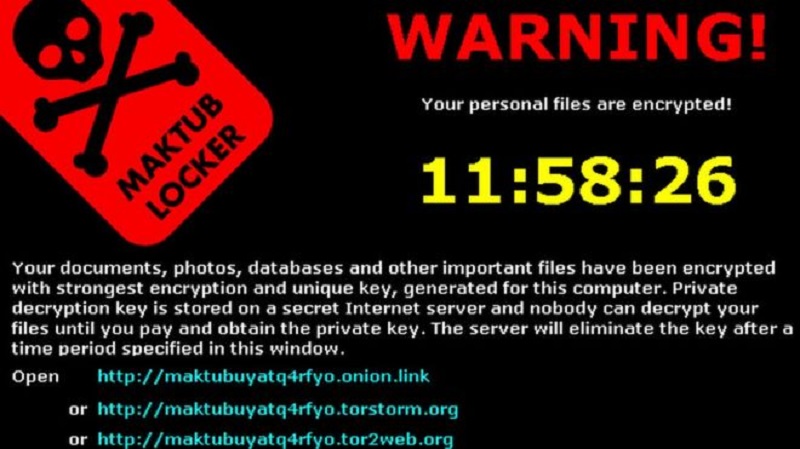 WARNING!
MAKTUB
LOCKER
Your personal files are encrypted!
11:58:26
Your documents, photos, databases and other important files have been encrypted
with strongest encryption and unique key, generated for this computer. Private
decryption key is stored on a secret Internet server and nobody can decrypt your
files until you pay and obtain the private key. The server will eliminate the key after a
time period specified in this window.
Open http://maktubuyatq4rfyo.onion.link
or http://maktubuyatq4rfyo.torstorm.org
or http://maktubuyatq4rfyo.tor2web.org